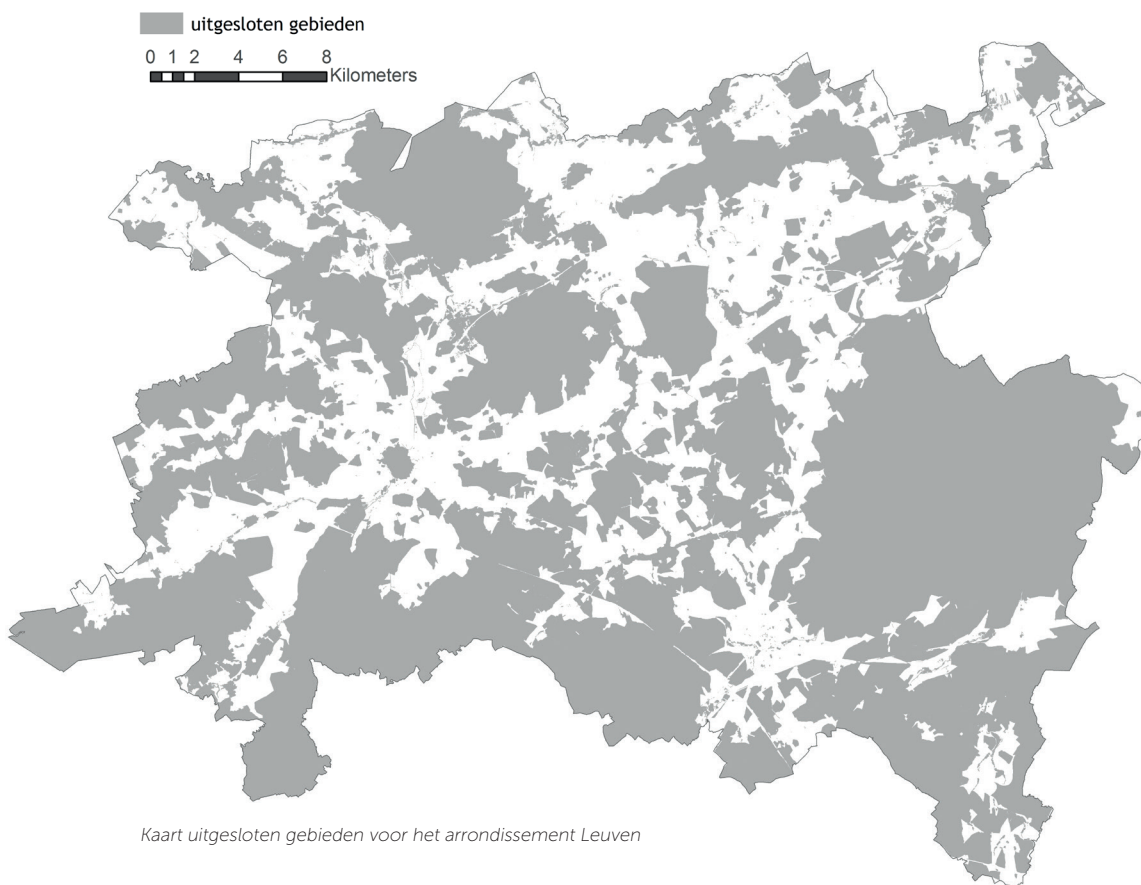 uitgesloten gebieden
0 1 2 4 6 8
Kilometers
Kaart uitgesloten gebieden voor het arrondissement Leuven